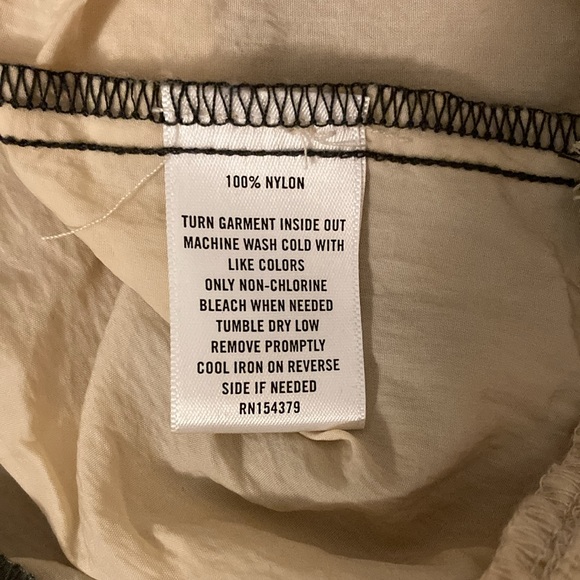 100% NYLON
TURN GARMENT INSIDE OUT
MACHINE WASH COLD WITH
LIKE COLORS
ONLY NON-CHLORINE
BLEACH WHEN NEEDED
TUMBLE DRY LOW
REMOVE PROMPTLY
COOL IRON ON REVERSE
SIDE IF NEEDED
RN154379